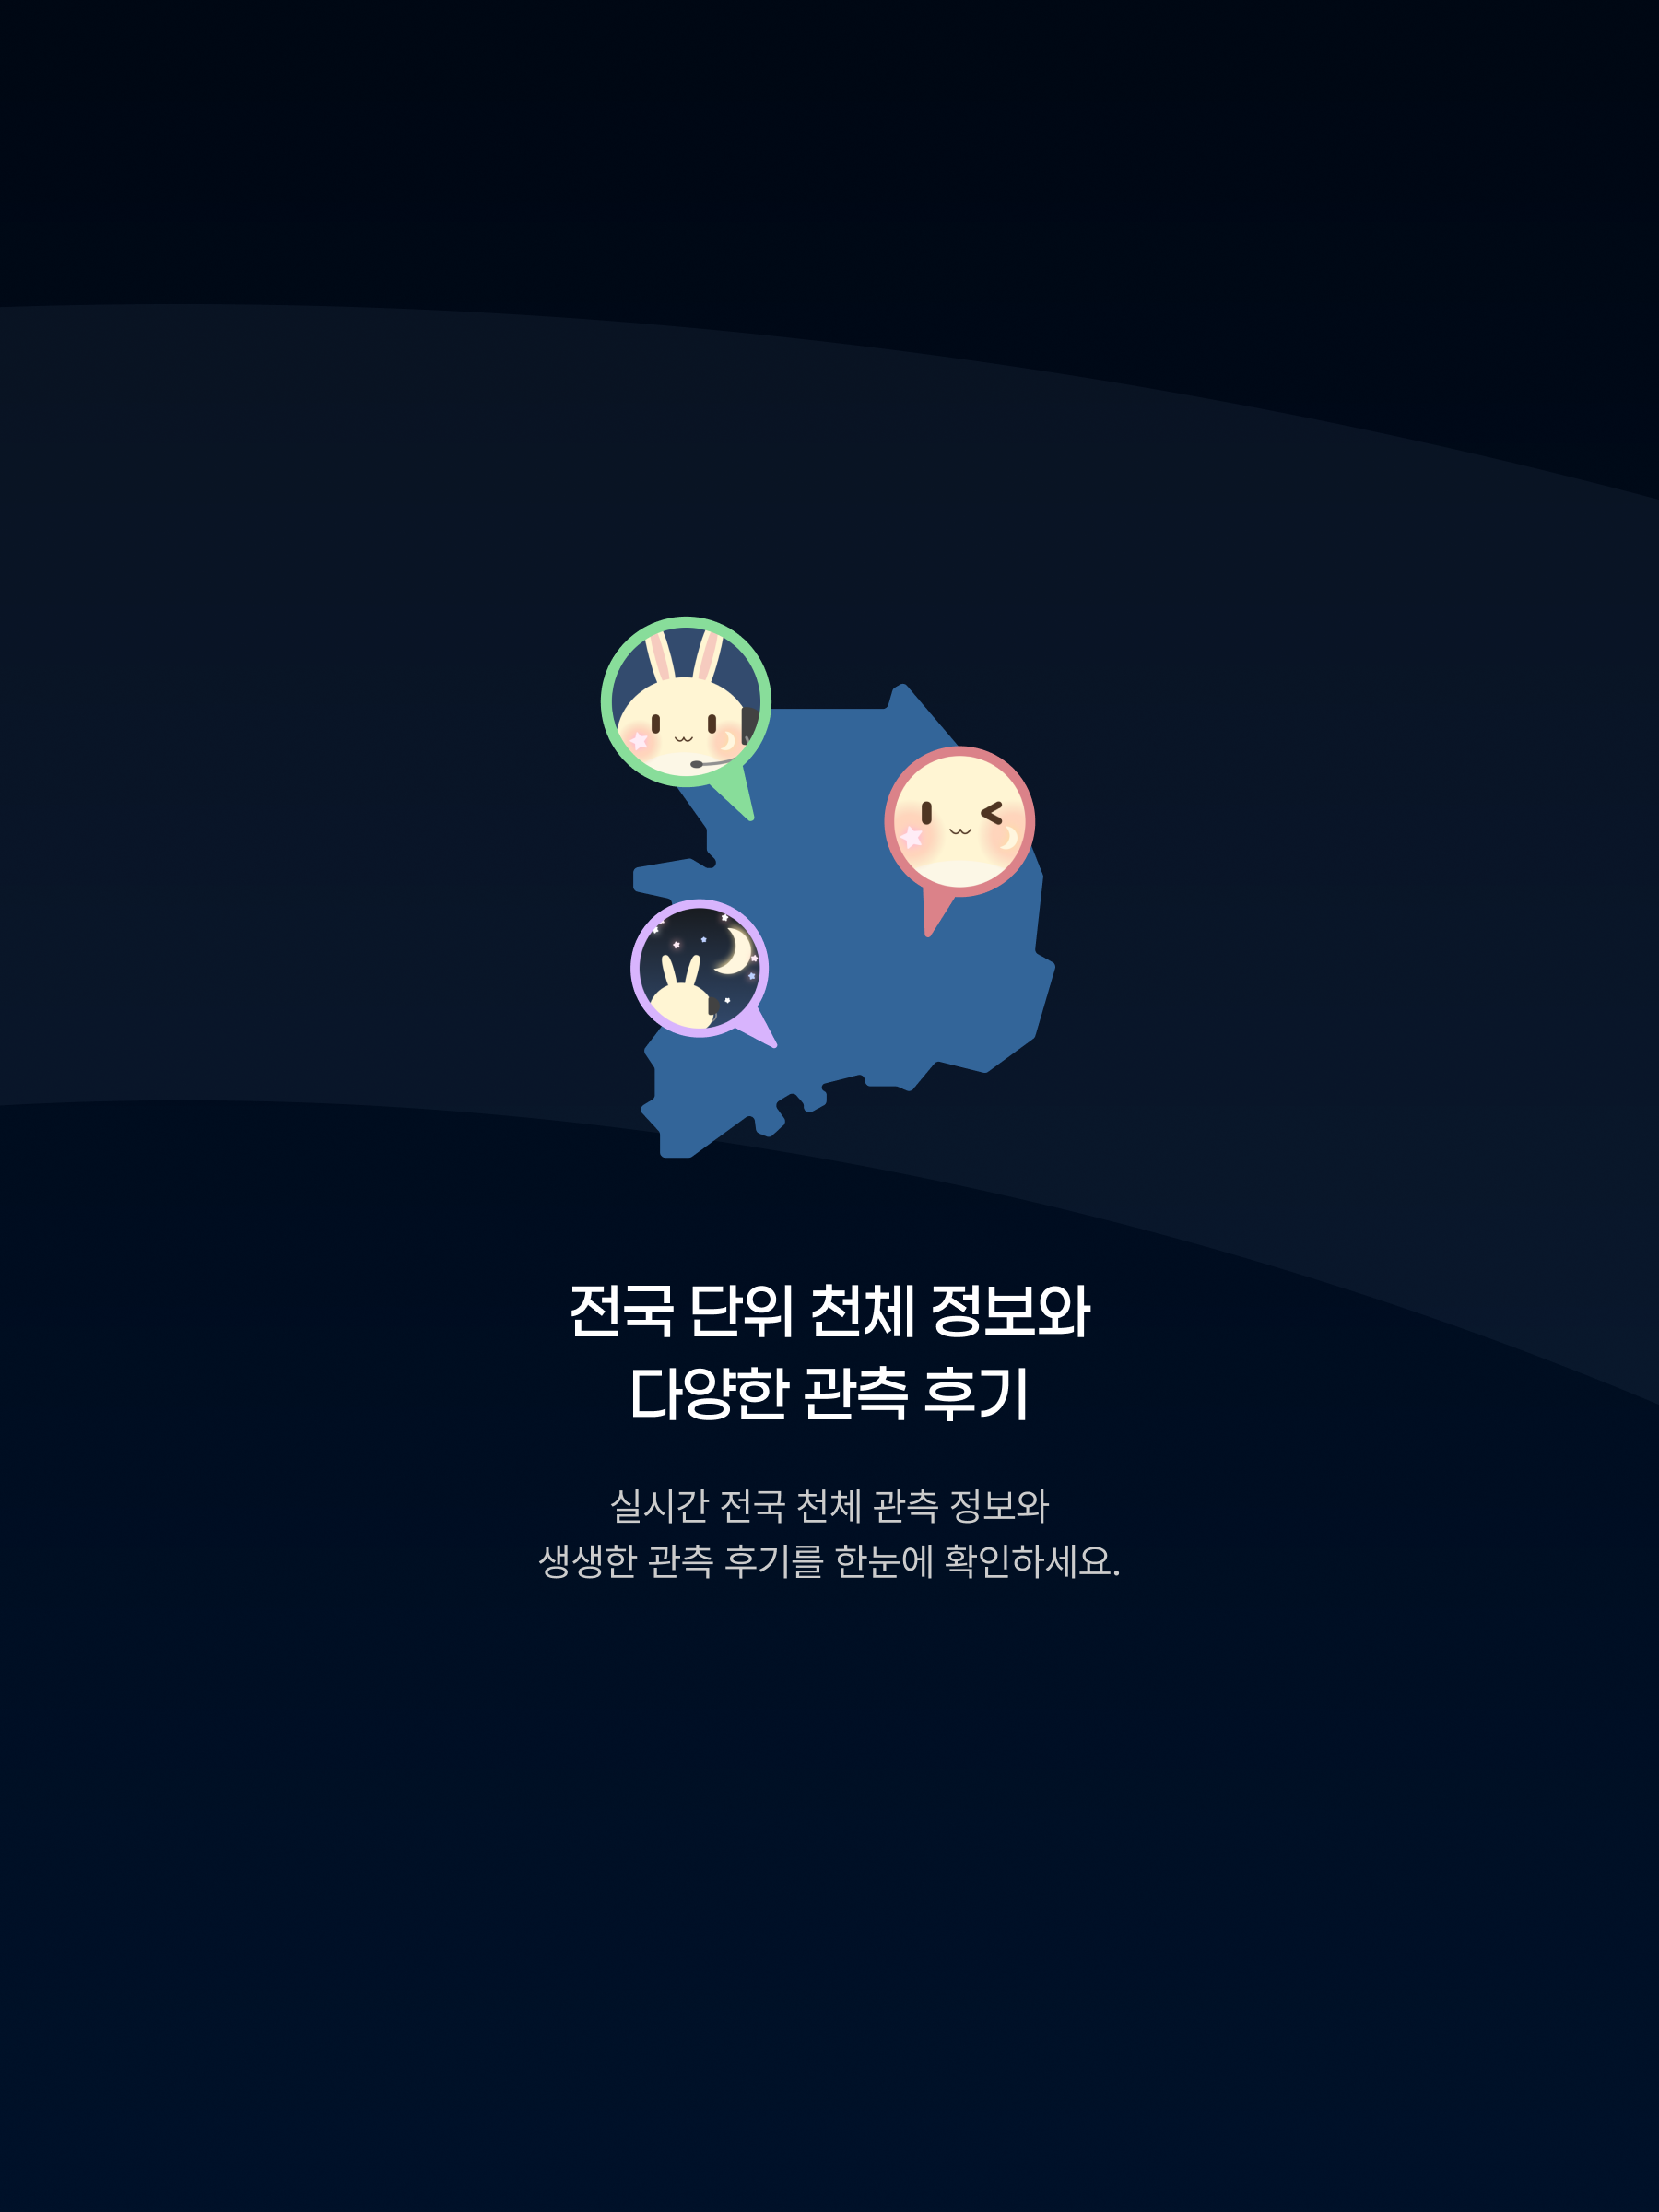 전국 단위 천체 정보와
다양한 관측 후기
실시간 전국 천체 관측 정보와
생생한 관측 후기를 한눈에 확인하세요.